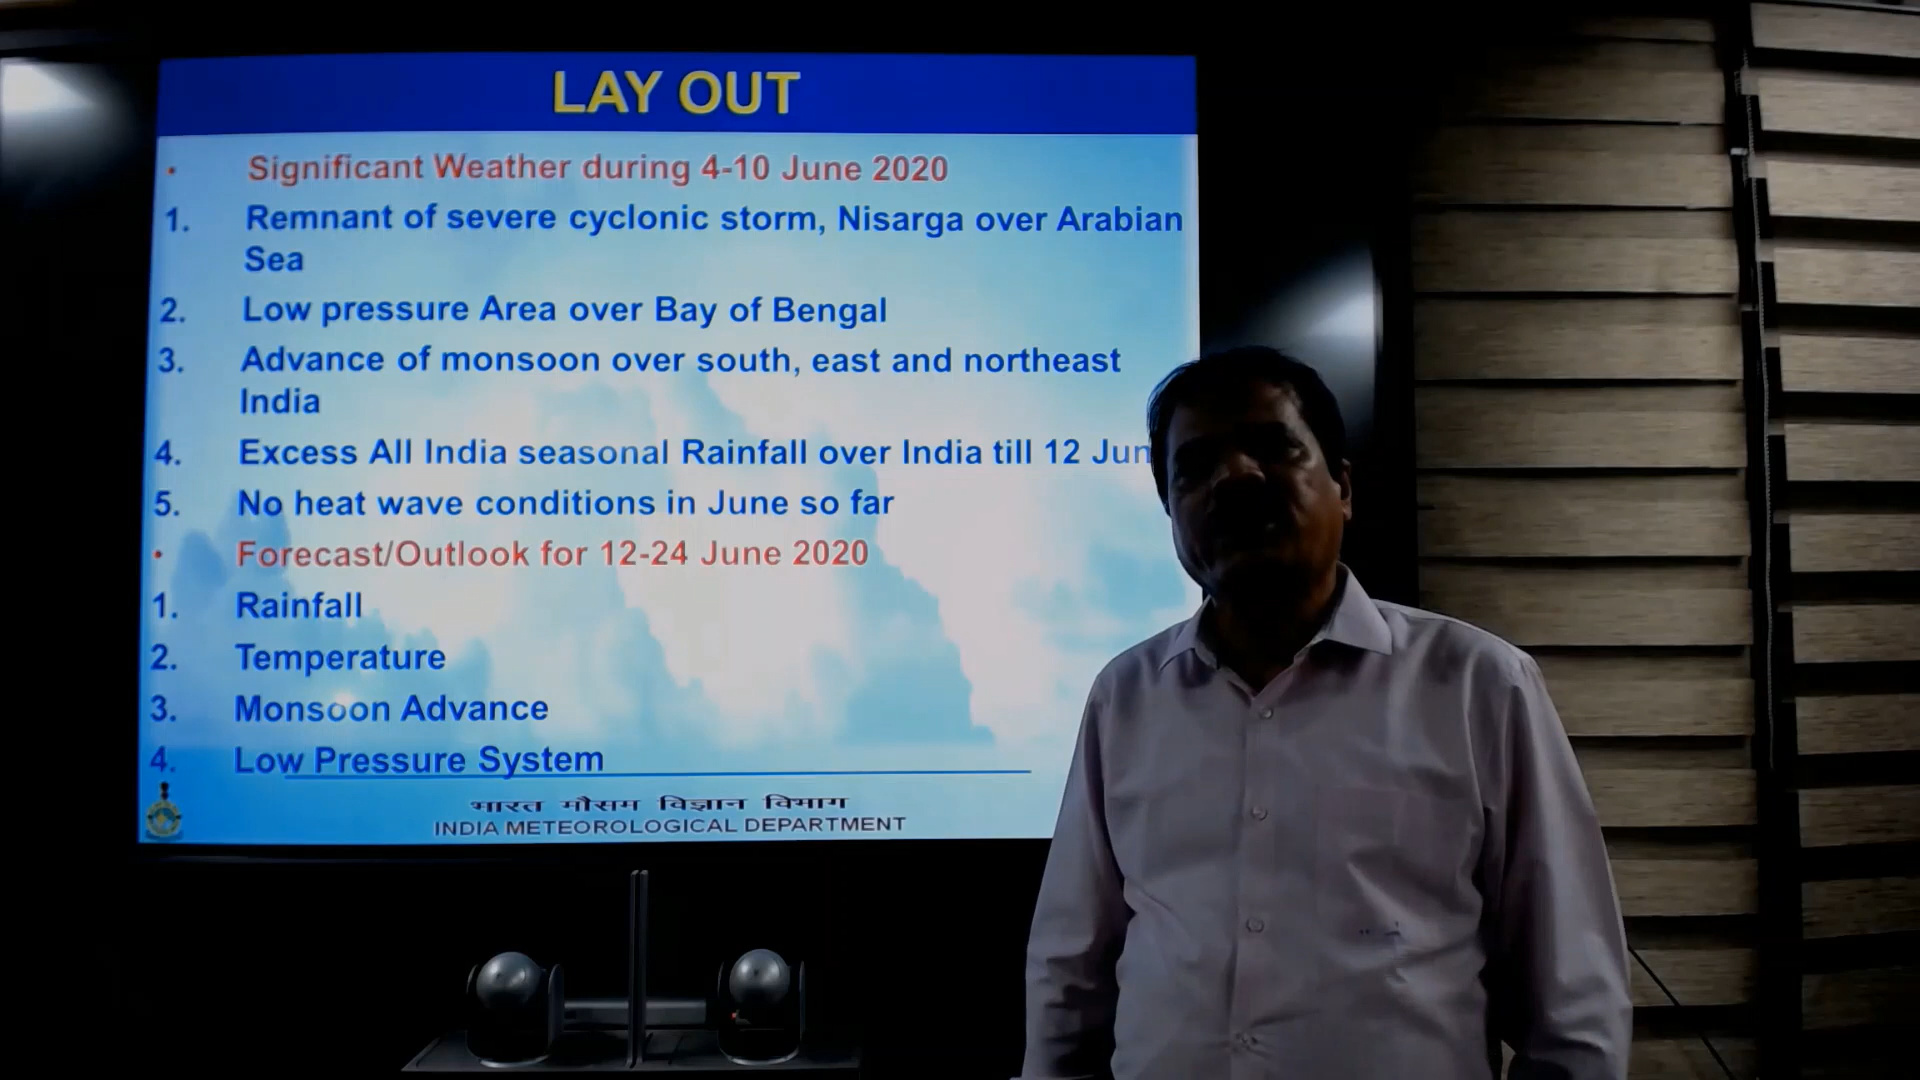 LAY OUT
· Significant Weather during 4-10 June 2020
1. Remnant of severe cyclonic storm, Nisarga over Arabian
Sea
2. Low pressure Area over Bay of Bengal
3. Advance of monsoon over south, east and northeast
India
4. Excess All India seasonal Rainfall over India till 12
5. No heat wave conditions in June so far
· Forecast/Outlook for 12-24 June 2020
1. Rainfall
2. Temperature
3. Monsoon Advance
4. Low Pressure System
भारत मौसम विज्ञान विभाग
INDIA METEOROLOGICAL DEPARTMENT